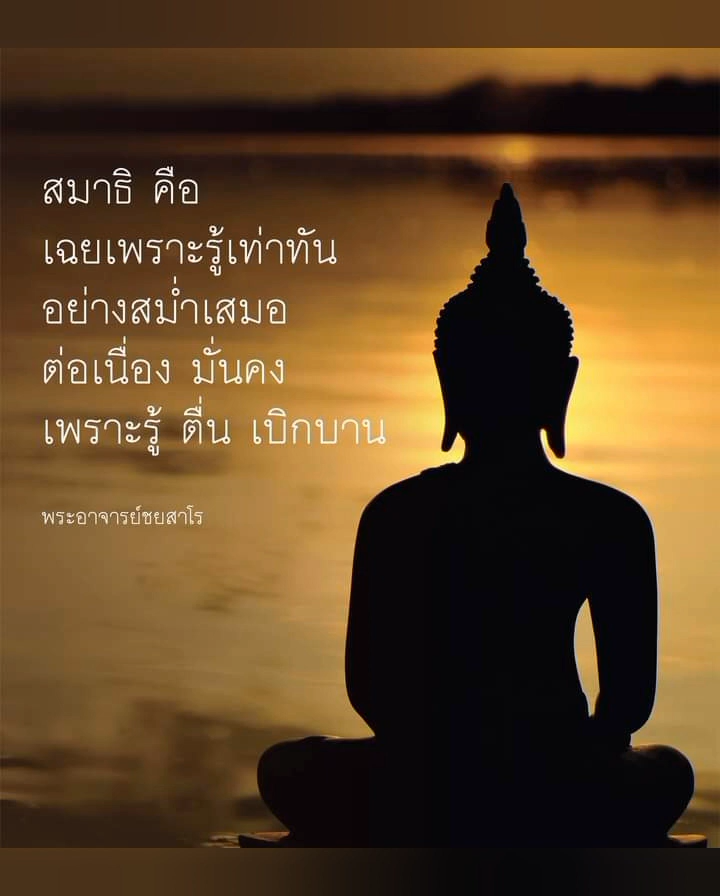 สมาธิ คือ
เฉยเพราะรู้เท่าทัน
อย่างสม่ำเสมอ
ต่อเนื่อง มั่นคง
เพราะรู้ ตื่น เบิกบาน
พระอาจารย์ชยสาโร